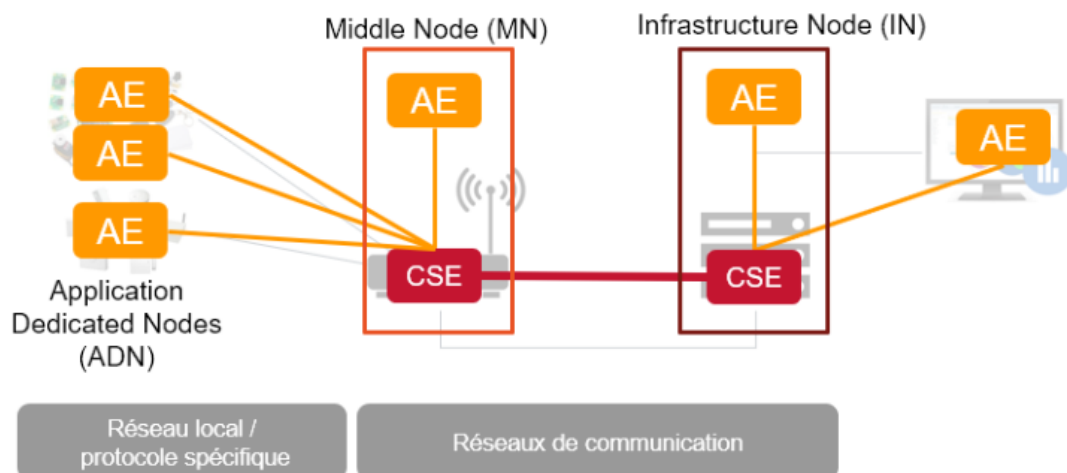 Middle Node (MN)
Infrastructure Node (IN)
AE
AE
AE
AE
AE
AE
CSE
CSE
Application
Dedicated Nodes
(ADN)
Réseau local /
protocole spécifique
Réseaux de communication